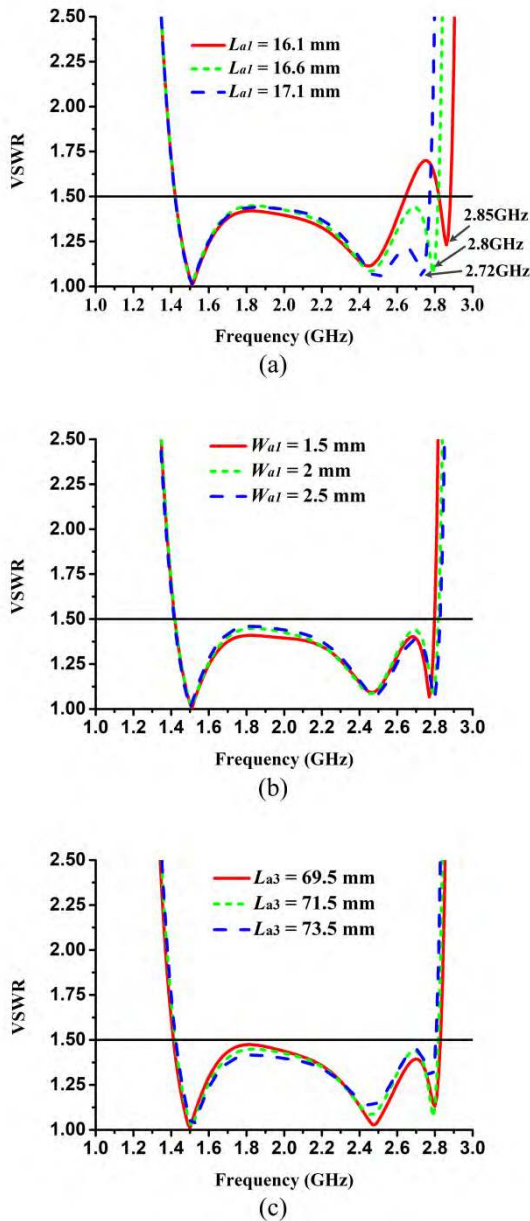 2.50
2.25
2.00
1.75
1.50
1.25
1.00
VSWR
La1 = 16.1 mm
La1 = 16.6 mm
La1 = 17.1 mm
2.85GHz
2.8GHz
2.72GHz
1.0 1.2 1.4 1.6 1.8 2.0 2.2 2.4 2.6 2.8 3.0
Frequency (GHz)
(a)
2.50
2.25
2.00
1.75
1.50
1.25
1.00
VSWR
Wa1 = 1.5 mm
Wa1 = 2 mm
Wa1 = 2.5 mm
1.0 1.2 1.4 1.6 1.8 2.0 2.2 2.4 2.6 2.8 3.0
Frequency (GHz)
(b)
2.50
2.25
2.00
1.75
1.50
1.25
1.00
VSWR
La3 = 69.5 mm
La3 = 71.5 mm
La3 = 73.5 mm
1.0 1.2 1.4 1.6 1.8 2.0 2.2 2.4 2.6 2.8 3.0
Frequency (GHz)
(c)